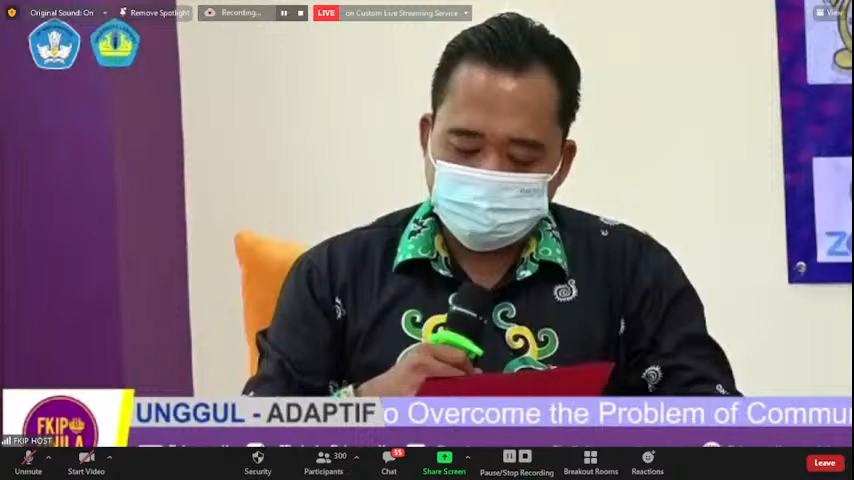 Original Sound: On
Remove Spotlight
Recording...
LIVE
on Custom Live Streaming Service
View
FKIP
UNGGUL - ADAPTIF
o Overcome the Problem of Commu
FKIP HOST
Unmute
Start Video
Security
Participants
300
55
Chat
Share Screen
Pause/Stop Recording
Breakout Rooms
Reactions
Leave